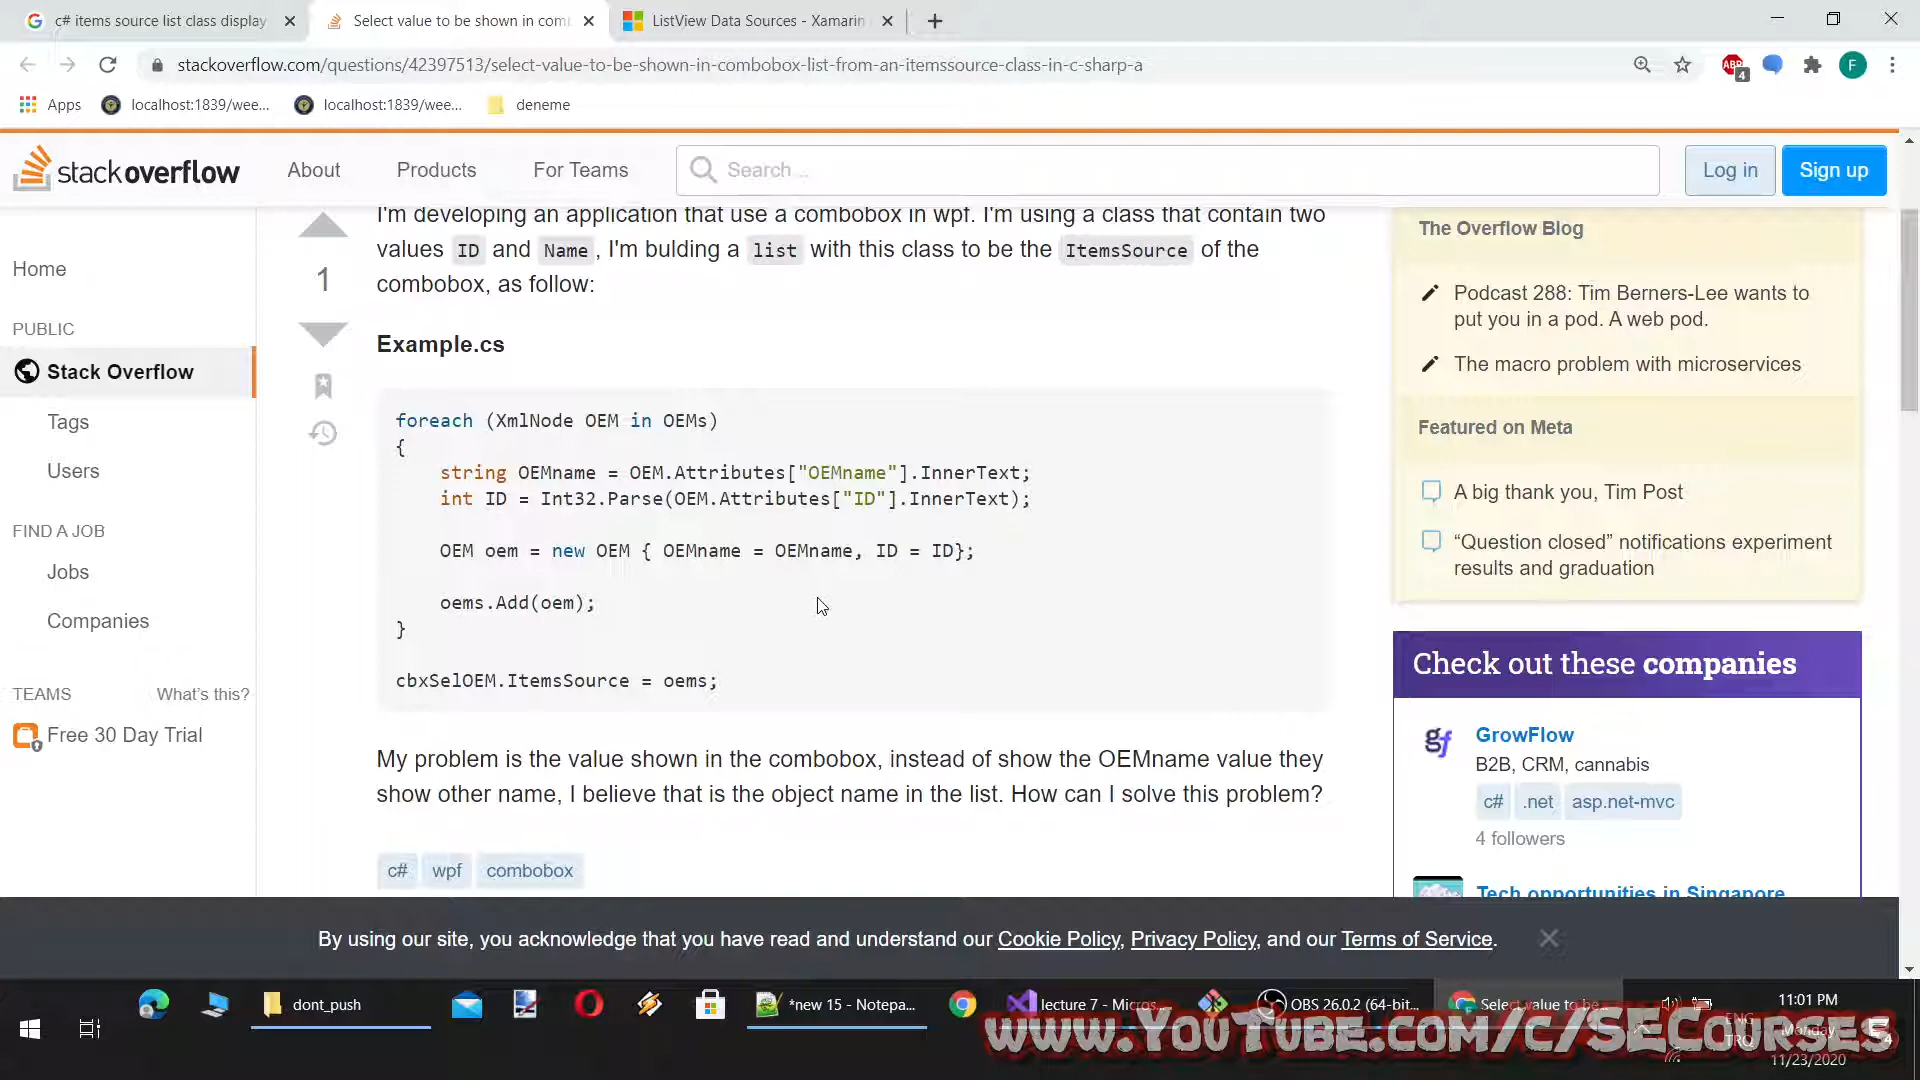 c# items source list class display
Select value to be shown in com
ListView Data Sources - Xamarin
stackoverflow.com/questions/42397513/select-value-to-be-shown-in-combobox-list-from-an-itemssource-class-in-c-sharp-a
ABP
4
F
Apps
localhost:1839/wee...
localhost:1839/wee...
deneme
stackoverflow
About
Products
For Teams
Search...
Log in
Sign up
Home
PUBLIC
Stack Overflow
Tags
Users
FIND A JOB
Jobs
Companies
TEAMS
What's this?
Free 30 Day Trial
1
I'm developing an application that use a combobox in wpf. I'm using a class that contain two
values ID and Name, I'm bulding a list with this class to be the ItemsSource of the
combobox, as follow:
Example.cs
foreach (XmlNode OEM in OEMs)
{
string OEMname = OEM.Attributes["OEMname"].InnerText;
int ID = Int32.Parse(OEM.Attributes["ID"].InnerText);
OEM oem = new OEM { OEMname = OEMname, ID = ID};
oems.Add(oem);
}
cbxSelOEM.ItemsSource = oems;
My problem is the value shown in the combobox, instead of show the OEMname value they
show other name, I believe that is the object name in the list. How can I solve this problem?
c#
wpf
combobox
The Overflow Blog
Podcast 288: Tim Berners-Lee wants to
put you in a pod. A web pod.
The macro problem with microservices
Featured on Meta
A big thank you, Tim Post
“Question closed” notifications experiment
results and graduation
Check out these companies
gf
GrowFlow
B2B, CRM, cannabis
c# .net asp.net-mvc
4 followers
Tech opportunities in Singapore
By using our site, you acknowledge that you have read and understand our Cookie Policy, Privacy Policy, and our Terms of Service.
dont_push
*new 15 - Notepa...
lecture 7 - Micros...
OBS 26.0.2 (64-bit...
Select value to be...
11:01 PM
ENG
Monday
TRQ
11/23/2020
4
www.YouTube.com/c/SECourses